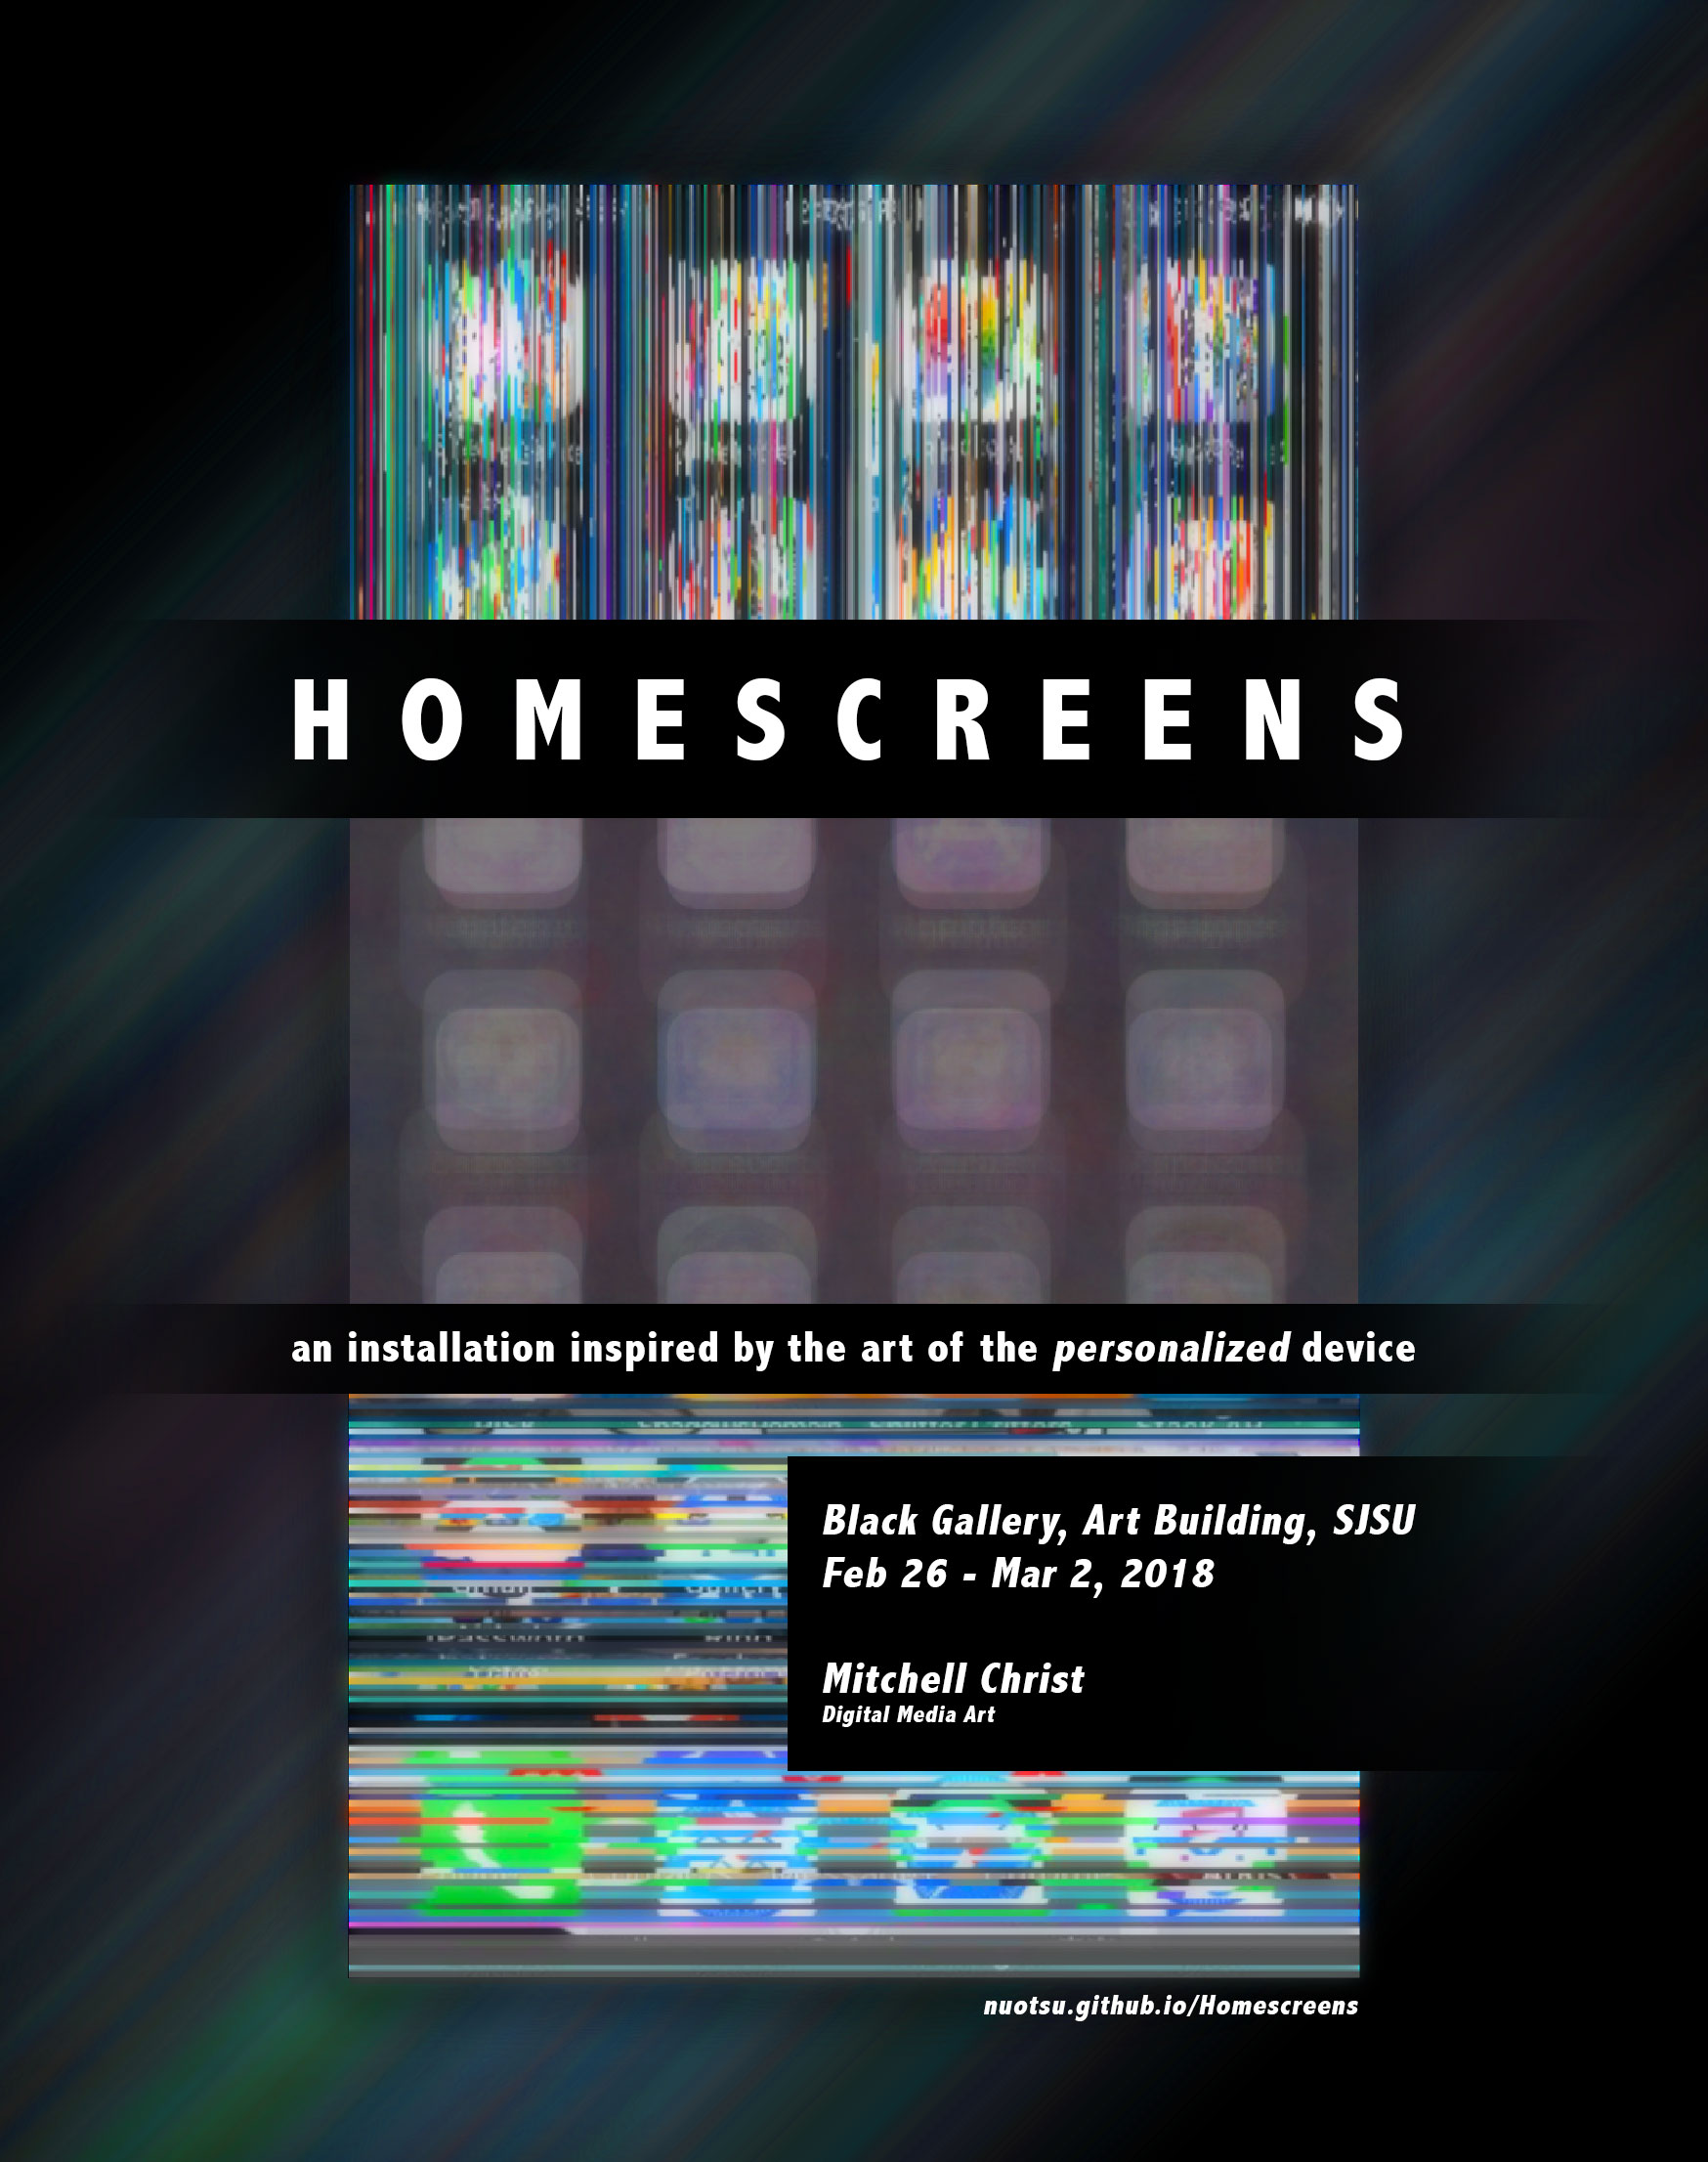 HOMESCREENS
an installation inspired by the art of the personalized device
Black Gallery, Art Building, SJSU
Feb 26 - Mar 2, 2018
Mitchell Christ
Digital Media Art
nuotsu.github.io/Homescreens